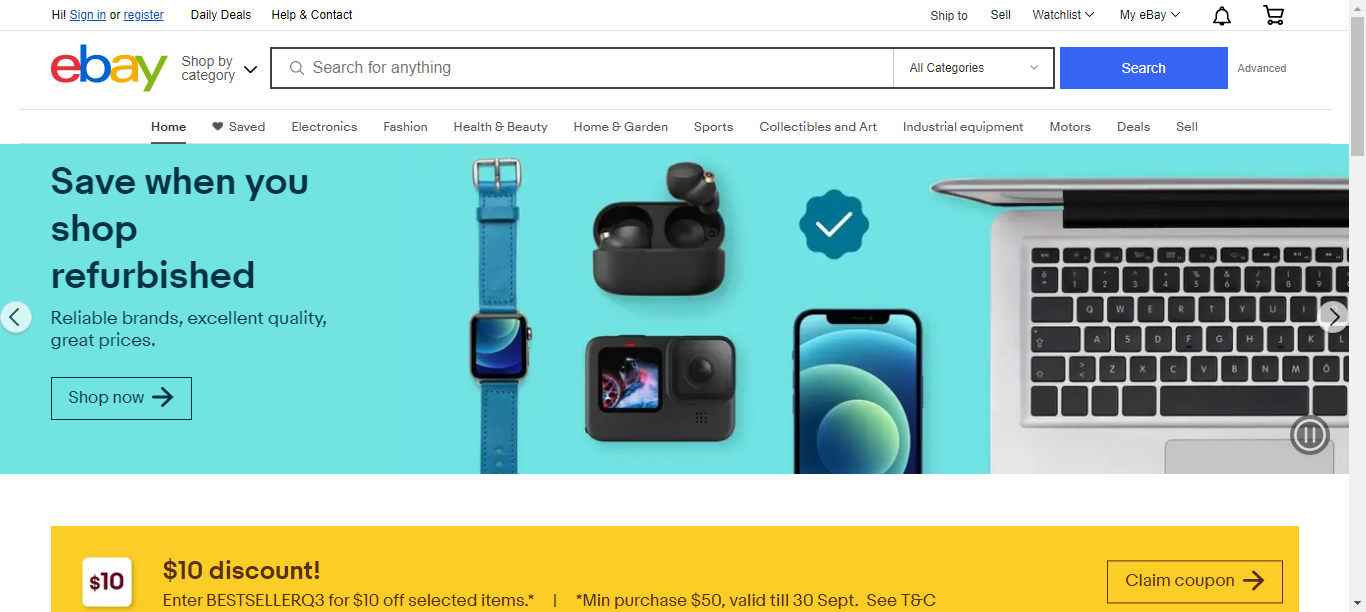 Hi! Sign in or register Daily Deals Help & Contact Ship to Sell Watchlist My eBay
ebay Shop by category Search for anything All Categories Search Advanced
Home Saved Electronics Fashion Health & Beauty Home & Garden Sports Collectibles and Art Industrial equipment Motors Deals Sell
Save when you
shop
refurbished
Reliable brands, excellent quality,
great prices.
Shop now
$10
$10 discount!
Enter BESTSELLERQ3 for $10 off selected items.* | *Min purchase $50, valid till 30 Sept. See T&C
Claim coupon